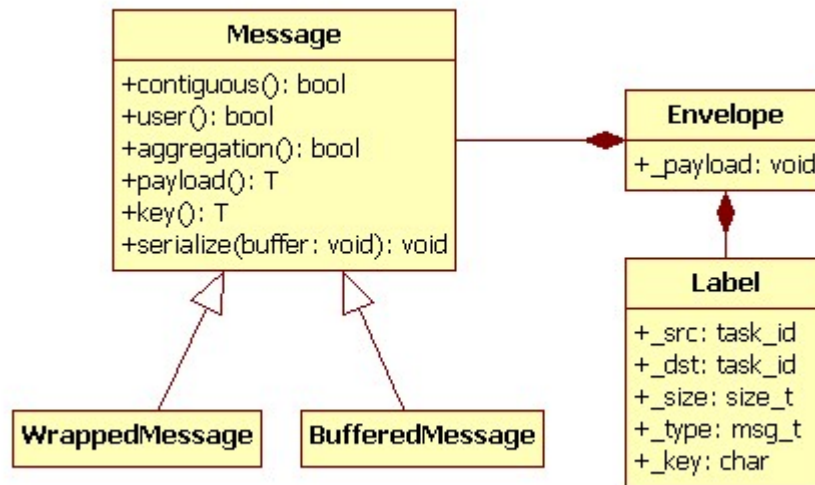 Message
+contiguous(): bool
+user(): bool
+aggregation(): bool
+payload(): T
+key(): T
+serialize(buffer: void): void
Envelope
+_payload: void
Label
+_src: task_id
+_dst: task_id
+_size: size_t
+_type: msg_t
+_key: char
WrappedMessage
BufferedMessage